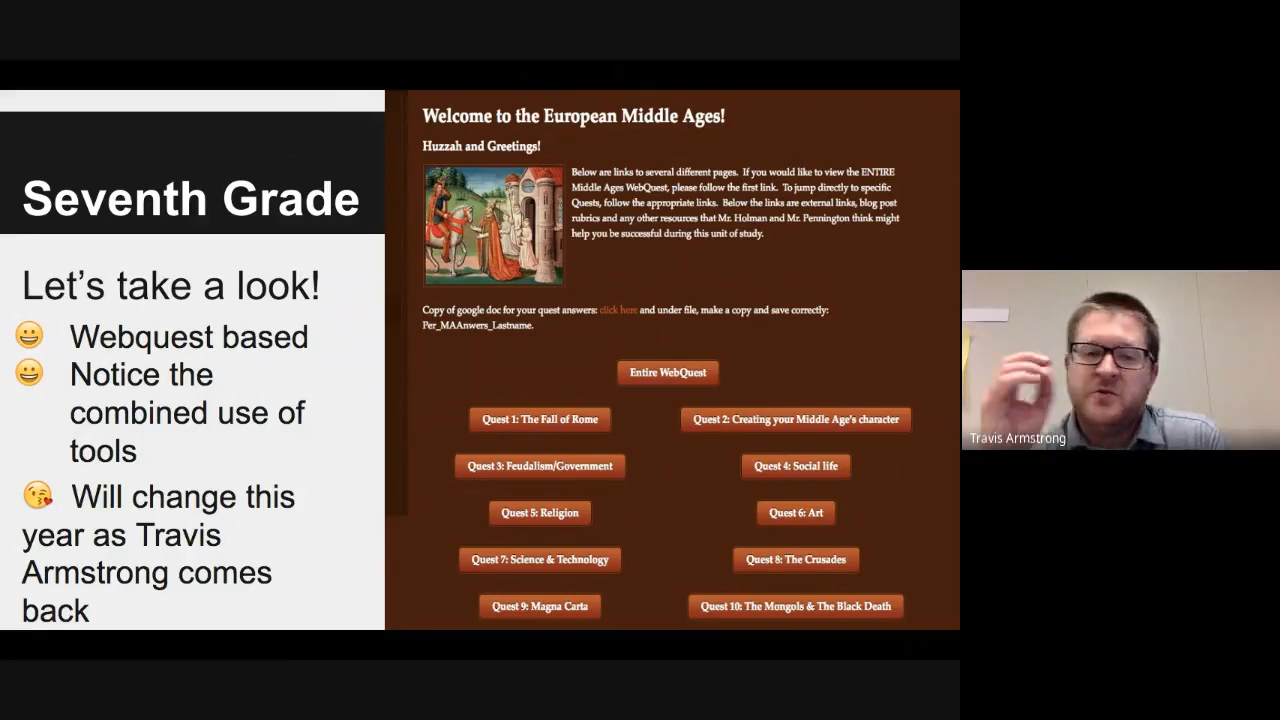 Seventh Grade
Let's take a look!
😀 Webquest based
😀 Notice the
combined use of
tools
😘 Will change this
year as Travis
Armstrong comes
back
Welcome to the European Middle Ages!
Huzzah and Greetings!
Below are links to several different pages. If you would like to view the ENTIRE
Middle Ages WebQuest, please follow the first link. To jump directly to specific
Quests, follow the appropriate links. Below the links are external links, blog post
rubrics and any other resources that Mr. Holman and Mr. Pennington think might
help you be successful during this unit of study.
Copy of google doc for your quest answers: click here and under file, make a copy and save correctly:
Per_MAAnwers_Lastname.
Entire WebQuest
Quest 1: The Fall of Rome
Quest 2: Creating your Middle Age's character
Quest 3: Feudalism/Government
Quest 4: Social life
Quest 5: Religion
Quest 6: Art
Quest 7: Science & Technology
Quest 8: The Crusades
Quest 9: Magna Carta
Quest 10: The Mongols & The Black Death
Travis Armstrong